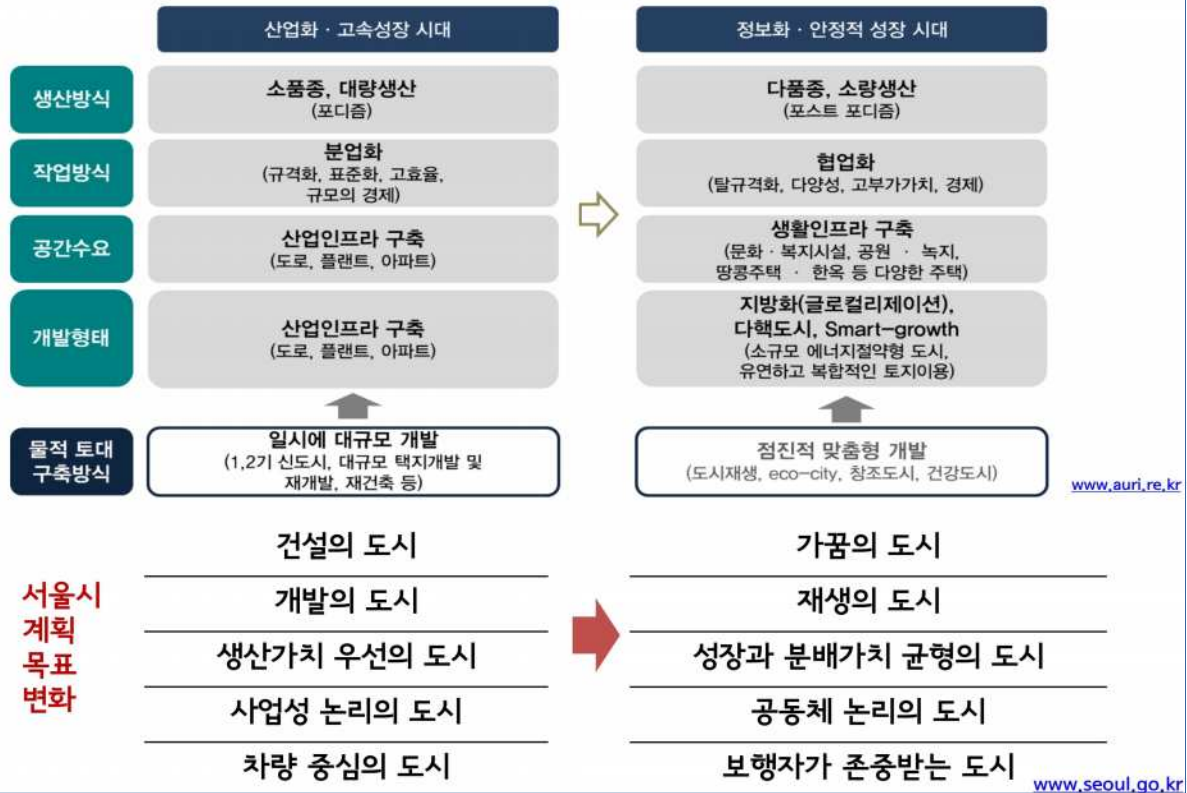 산업화 · 고속성장 시대
정보화 · 안정적 성장 시대
생산방식
소품종, 대량생산
(포디즘)
다품종, 소량생산
(포스트 포디즘)
작업방식
분업화
(규격화, 표준화, 고효율,
규모의 경제)
협업화
(탈규격화, 다양성, 고부가가치, 경제)
공간수요
산업인프라 구축
(도로, 플랜트, 아파트)
생활인프라 구축
(문화 · 복지시설, 공원 · 녹지,
땅콩주택 · 한옥 등 다양한 주택)
개발형태
산업인프라 구축
(도로, 플랜트, 아파트)
지방화(글로컬리제이션),
다핵도시, Smart-growth
(소규모 에너지절약형 도시,
유연하고 복합적인 토지이용)
물적 토대
구축방식
일시에 대규모 개발
(1,2기 신도시, 대규모 택지개발 및
재개발, 재건축 등)
점진적 맞춤형 개발
(도시재생, eco-city, 창조도시, 건강도시)
www.auri.re.kr
서울시
계획
목표
변화
건설의 도시
가꿈의 도시
개발의 도시
재생의 도시
생산가치 우선의 도시
성장과 분배가치 균형의 도시
사업성 논리의 도시
공동체 논리의 도시
차량 중심의 도시
보행자가 존중받는 도시
www.seoul.go.kr